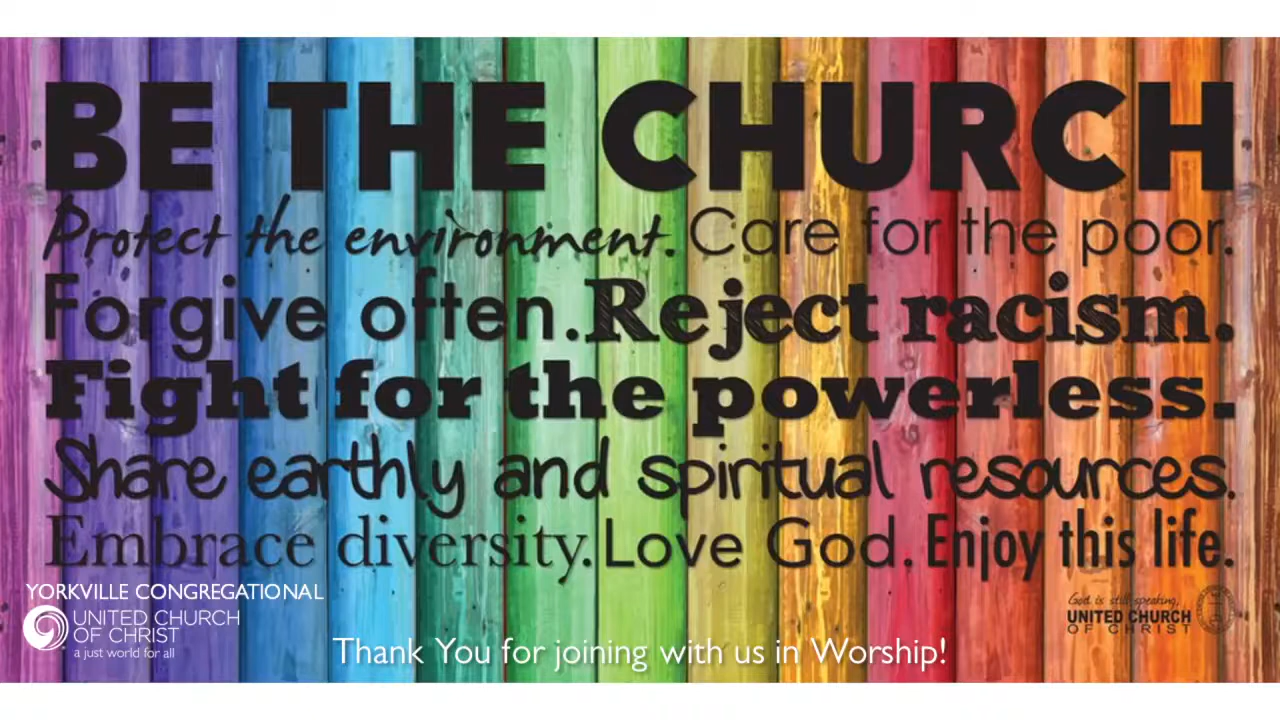 BE THE CHURCH
Protect the environment. Care for the poor.
Forgive often. Reject racism.
Fight for the powerless.
Share earthly and spiritual resources.
Embrace diversity. Love God. Enjoy this life.
YORKVILLE CONGREGATIONAL
UNITED CHURCH
OF CHRIST
a just world for all
God is still speaking,
UNITED CHURCH
OF CHRIST
Thank You for joining with us in Worship!